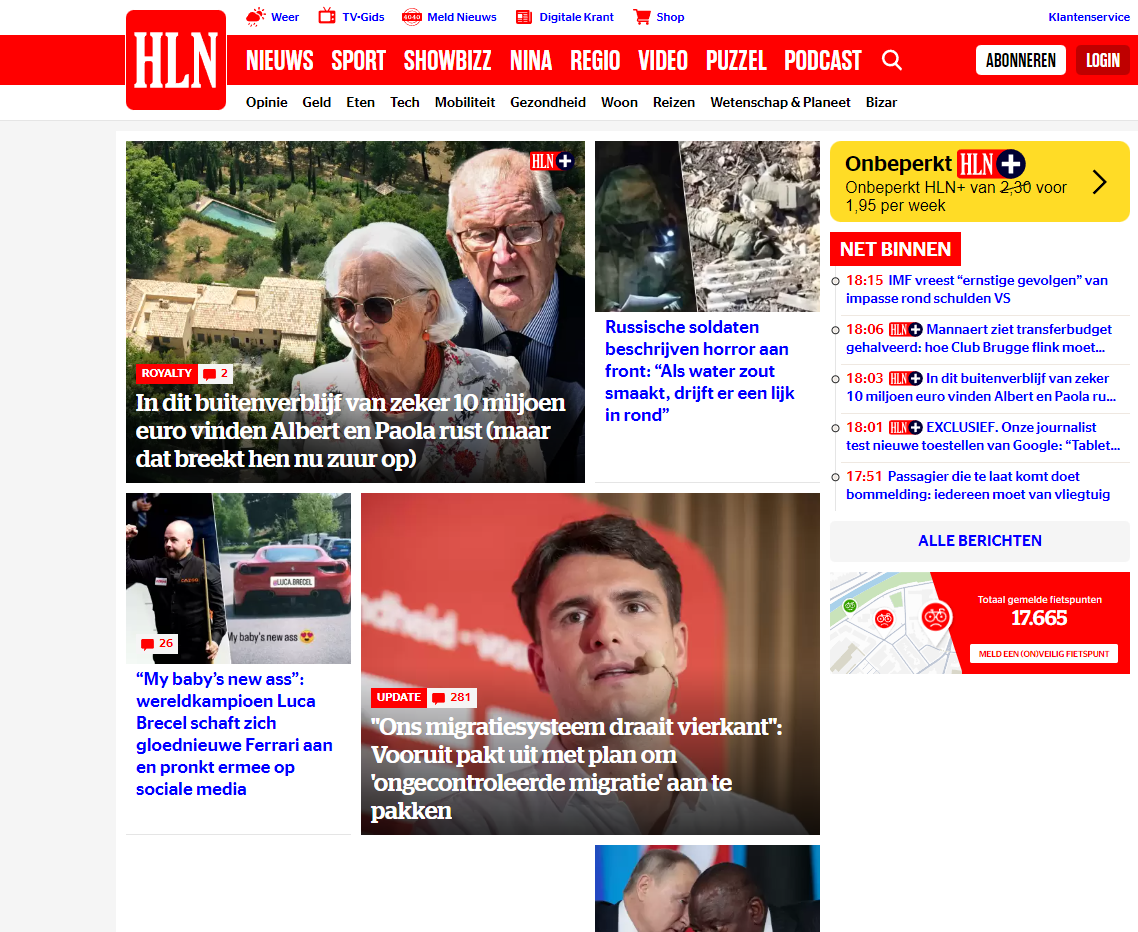 Weer
TV-Gids
4040
Meld Nieuws
Digitale Krant
Shop
Klantenservice
HLN
NIEUWS
SPORT
SHOWBIZZ
NINA
REGIO
VIDEO
PUZZEL
PODCAST
ABONNEREN
LOGIN
Opinie
Geld
Eten
Tech
Mobiliteit
Gezondheid
Woon
Reizen
Wetenschap & Planeet
Bizar
HLN+
ROYALTY
2
In dit buitenverblijf van zeker 10 miljoen
euro vinden Albert en Paola rust (maar
dat breekt hen nu zuur op)
Russische soldaten
beschrijven horror aan
front: “Als water zout
smaakt, drijft er een lijk
in rond”
@LUCA.BRECEL
My baby's new ass 😍
26
“My baby’s new ass”:
wereldkampioen Luca
Brecel schaft zich
gloednieuwe Ferrari aan
en pronkt ermee op
sociale media
UPDATE
281
"Ons migratiesysteem draait vierkant":
Vooruit pakt uit met plan om
'ongecontroleerde migratie' aan te
pakken
Onbeperkt HLN+
Onbeperkt HLN+ van 2,30 voor
1,95 per week
NET BINNEN
18:15 IMF vreest “ernstige gevolgen” van
impasse rond schulden VS
18:06 HLN+ Mannaert ziet transferbudget
gehalveerd: hoe Club Brugge flink moet...
18:03 HLN+ In dit buitenverblijf van zeker
10 miljoen euro vinden Albert en Paola ru...
18:01 HLN+ EXCLUSIEF. Onze journalist
test nieuwe toestellen van Google: “Tablet...
17:51 Passagier die te laat komt doet
bommelding: iedereen moet van vliegtuig
ALLE BERICHTEN
Totaal gemelde fietspunten
17.665
MELD EEN (ON)VEILIG FIETSPUNT